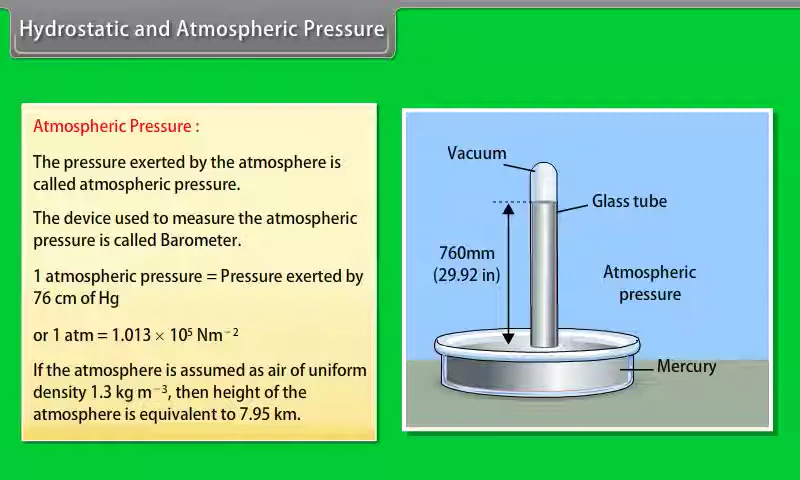 Hydrostatic and Atmospheric Pressure
Atmospheric Pressure :
The pressure exerted by the atmosphere is
called atmospheric pressure.
The device used to measure the atmospheric
pressure is called Barometer.
1 atmospheric pressure = Pressure exerted by
76 cm of Hg
or 1 atm = 1.013 × 10⁵ Nm⁻²
If the atmosphere is assumed as air of uniform
density 1.3 kg m⁻³, then height of the
atmosphere is equivalent to 7.95 km.
Vacuum
Glass tube
760mm
(29.92 in)
Atmospheric
pressure
Mercury